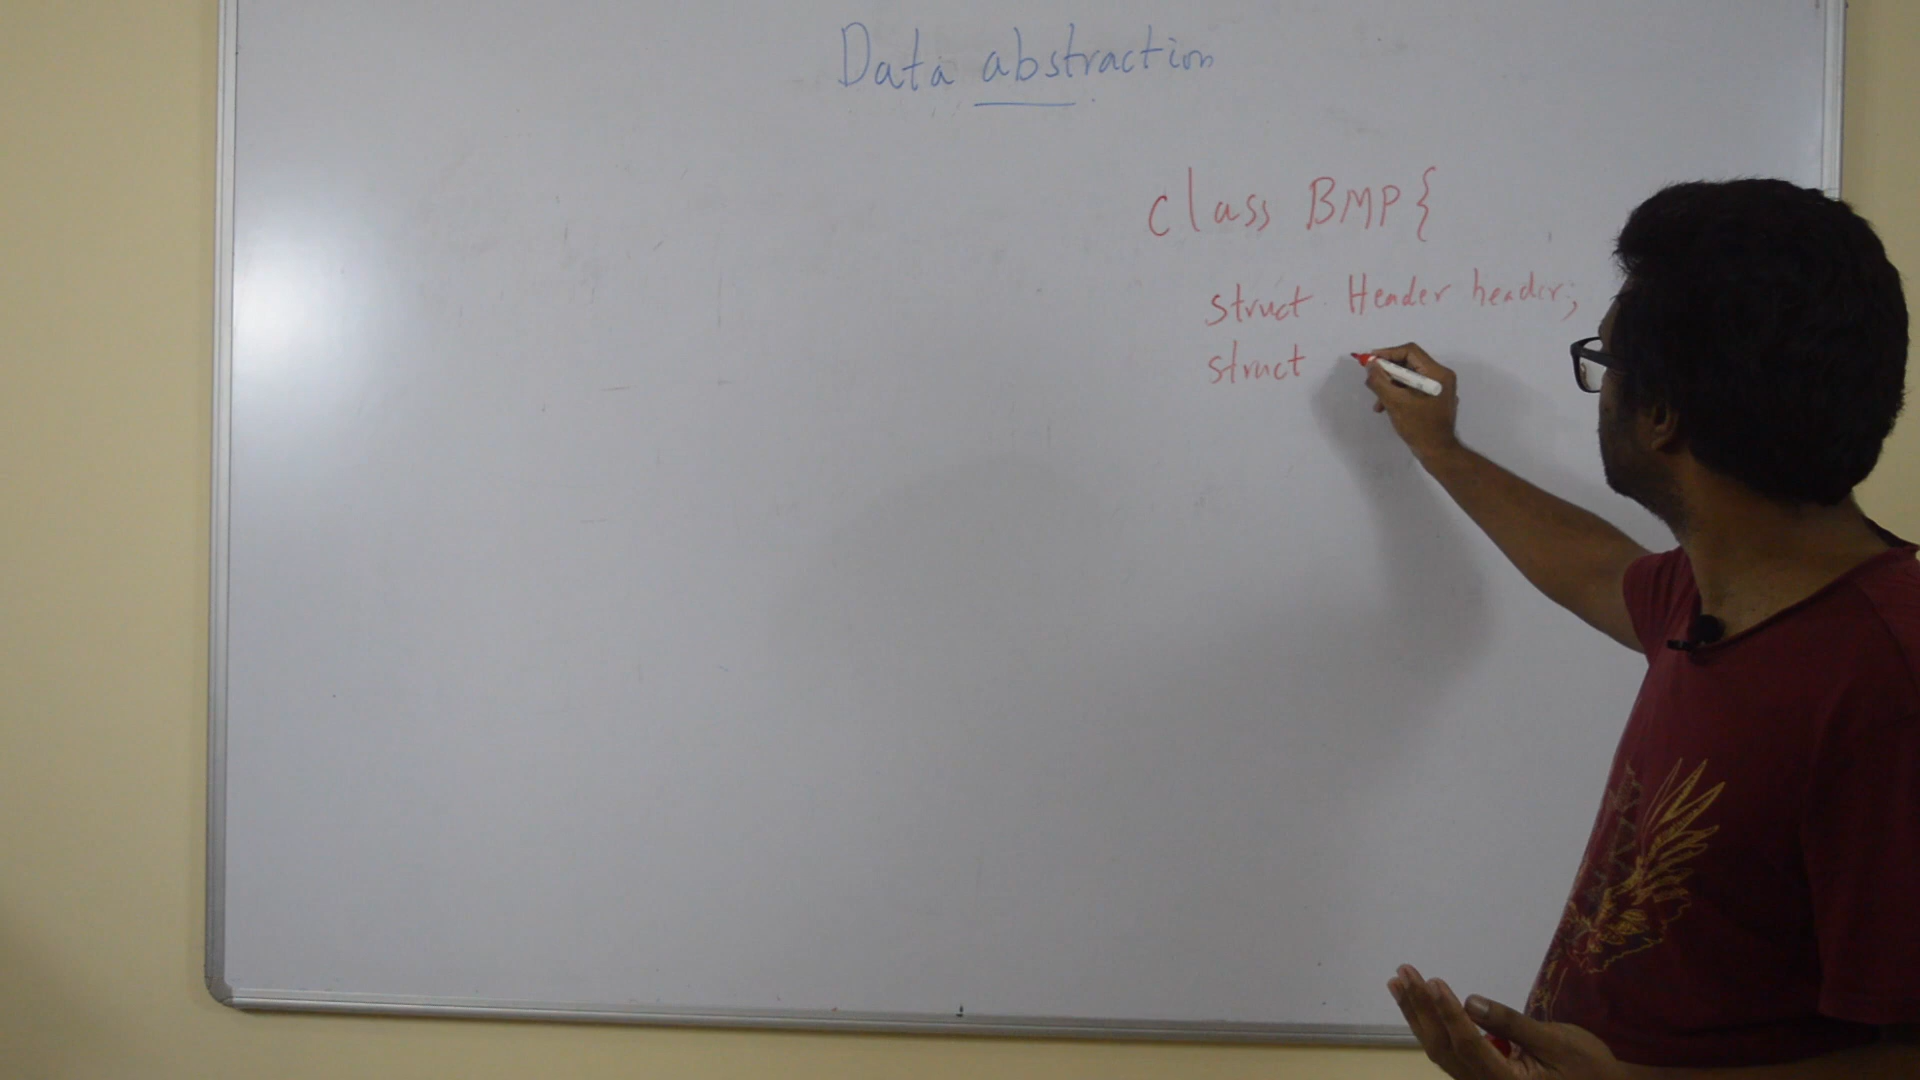 Data abstraction
class BMP{
struct Header header;
struct